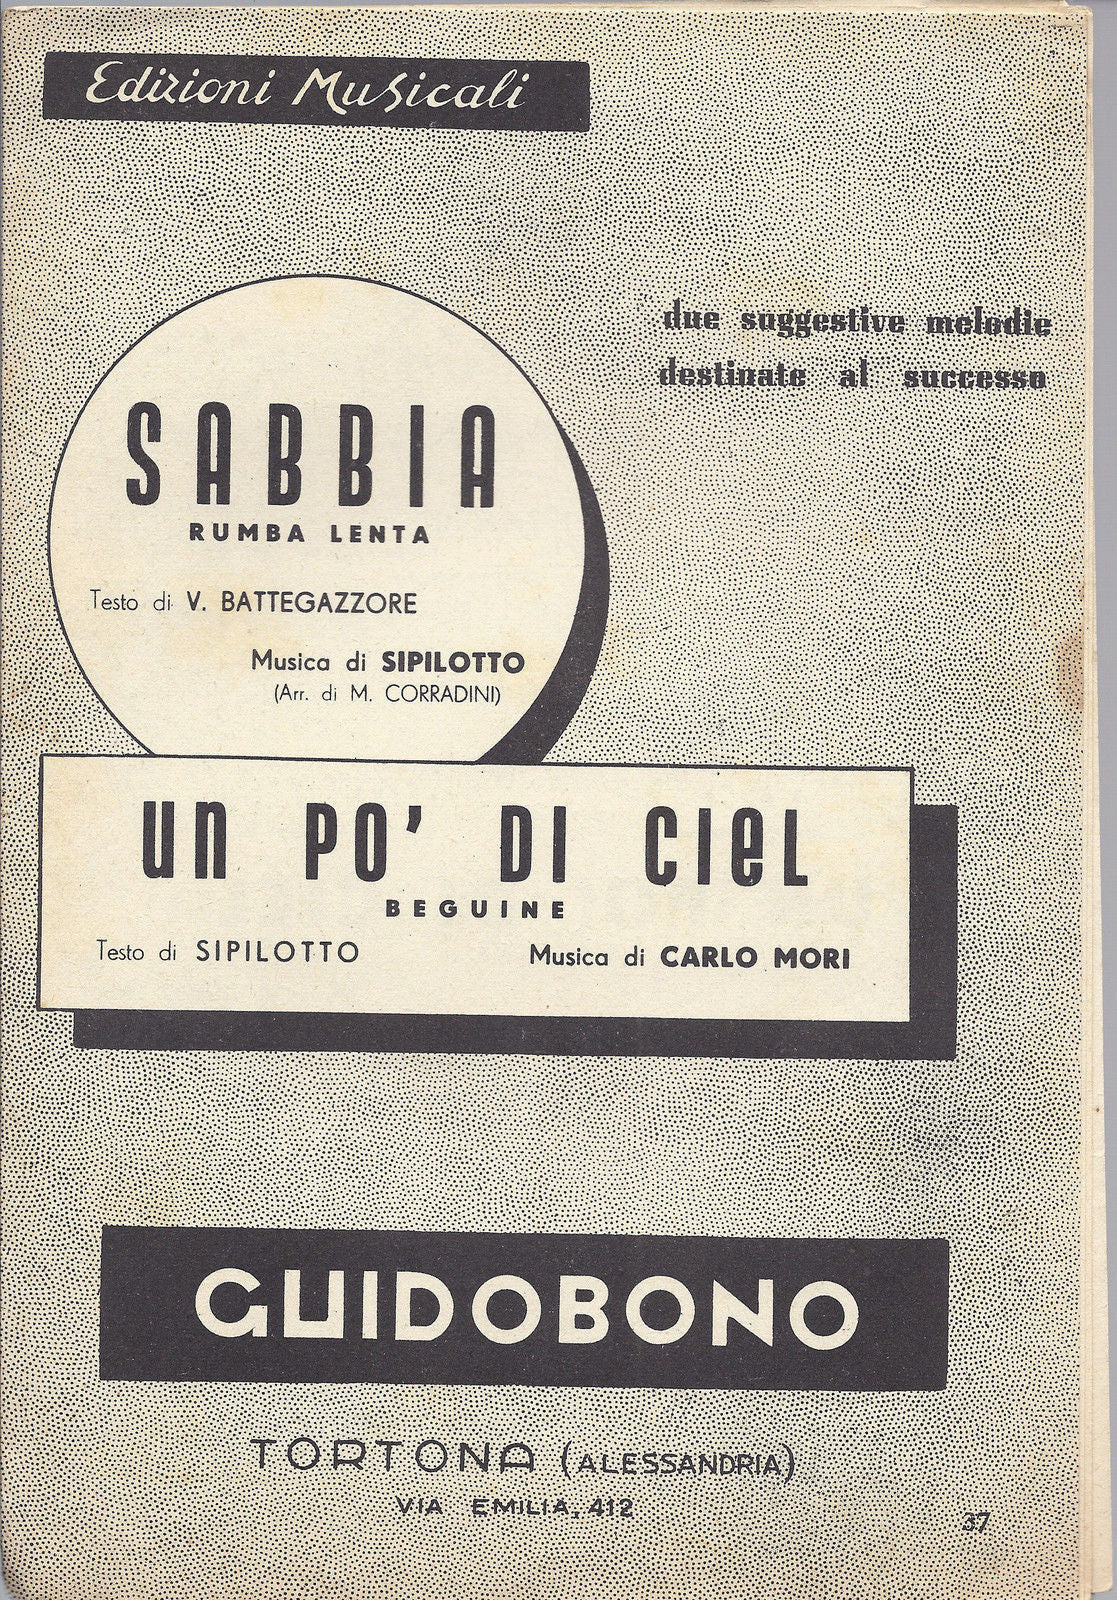 Edizioni Musicali
due suggestive melodie
destinate al successo
SABBIA
RUMBA LENTA
Testo di V. BATTEGAZZORE
Musica di SIPILOTTO
(Arr. di M. CORRADINI)
un PO' DI CIeL
BEGUINE
Testo di SIPILOTTO Musica di CARLO MORI
GUIDOBONO
TORTONA (ALESSANDRIA)
VIA EMILIA, 412
37